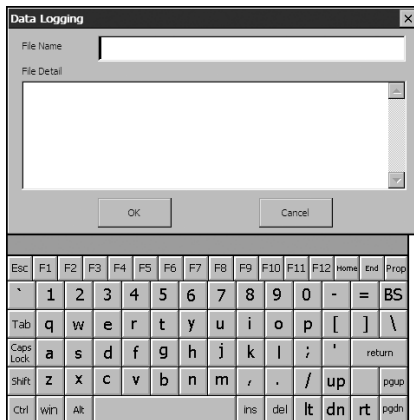 Data Logging ×
File Name
File Detail
OK Cancel
Esc F1 F2 F3 F4 F5 F6 F7 F8 F9 F10 F11 F12 Home End Prop
` 1 2 3 4 5 6 7 8 9 0 - = BS
Tab q w e r t y u i o p [ ] \
Caps Lock a s d f g h j k l ; ' return
Shift z x c v b n m , . / up pgup
Ctrl win Alt ins del lt dn rt pgdn